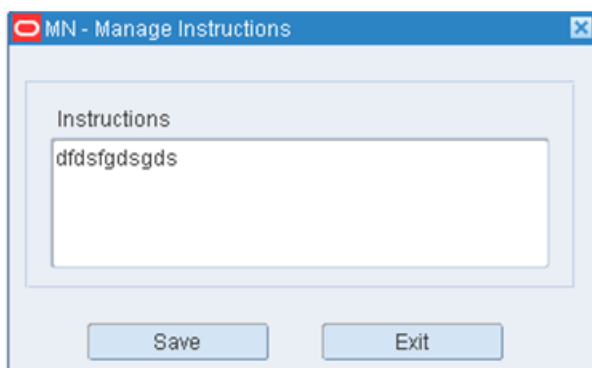 MN - Manage Instructions
Instructions
dfdsfgdsgds
Save
Exit